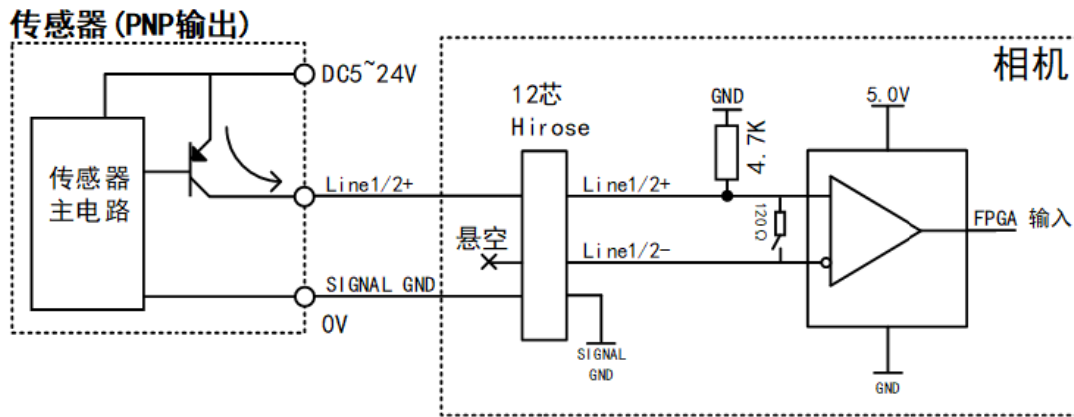 传感器(PNP输出)
相机
DC5~24V
12芯
Hirose
GND
5.0V
4.7K
传感器
主电路
Line1/2+
Line1/2+
120Ω
FPGA 输入
悬空
Line1/2-
SIGNAL GND
0V
SIGNAL
GND
GND